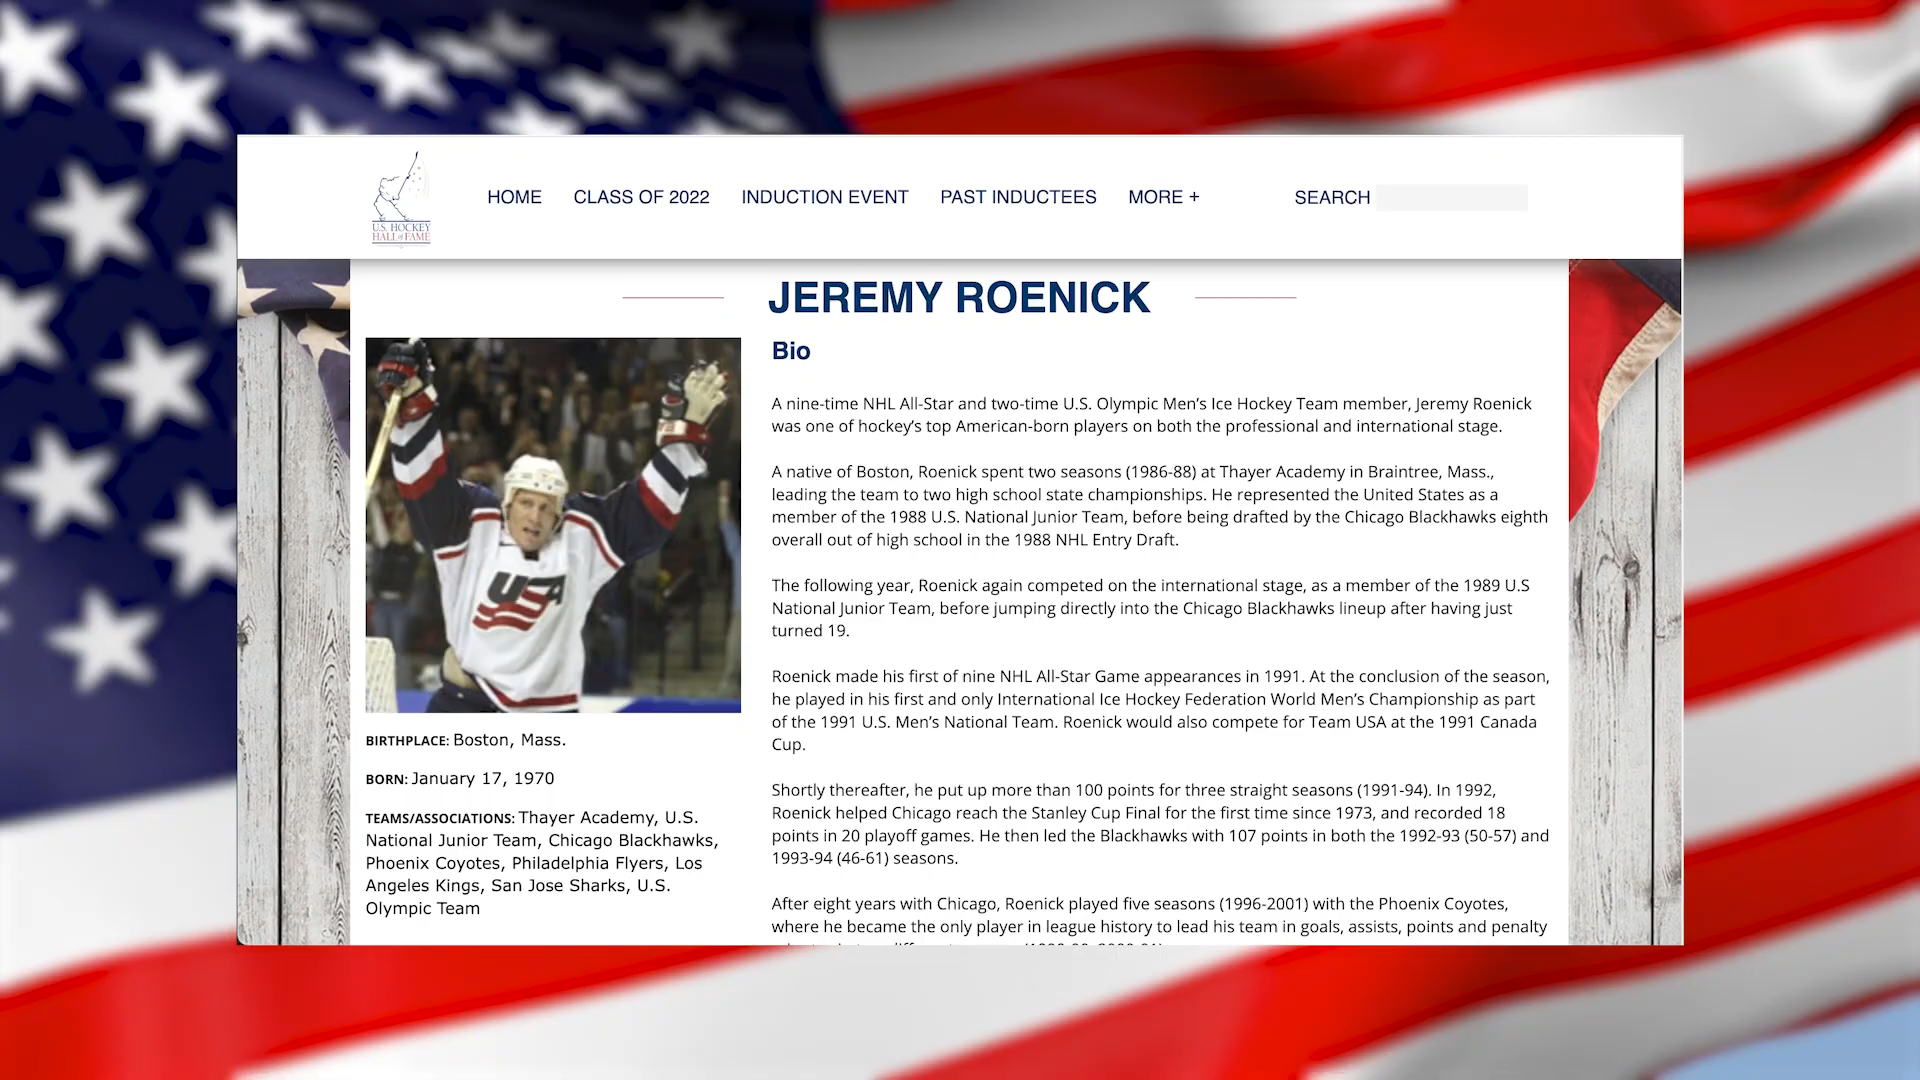 HOME CLASS OF 2022 INDUCTION EVENT PAST INDUCTEES MORE + SEARCH
U.S. HOCKEY
HALL of FAME
JEREMY ROENICK
Bio
A nine-time NHL All-Star and two-time U.S. Olympic Men's Ice Hockey Team member, Jeremy Roenick
was one of hockey's top American-born players on both the professional and international stage.
A native of Boston, Roenick spent two seasons (1986-88) at Thayer Academy in Braintree, Mass.,
leading the team to two high school state championships. He represented the United States as a
member of the 1988 U.S. National Junior Team, before being drafted by the Chicago Blackhawks eighth
overall out of high school in the 1988 NHL Entry Draft.
The following year, Roenick again competed on the international stage, as a member of the 1989 U.S
National Junior Team, before jumping directly into the Chicago Blackhawks lineup after having just
turned 19.
Roenick made his first of nine NHL All-Star Game appearances in 1991. At the conclusion of the season,
he played in his first and only International Ice Hockey Federation World Men's Championship as part
of the 1991 U.S. Men's National Team. Roenick would also compete for Team USA at the 1991 Canada
Cup.
Shortly thereafter, he put up more than 100 points for three straight seasons (1991-94). In 1992,
Roenick helped Chicago reach the Stanley Cup Final for the first time since 1973, and recorded 18
points in 20 playoff games. He then led the Blackhawks with 107 points in both the 1992-93 (50-57) and
1993-94 (46-61) seasons.
After eight years with Chicago, Roenick played five seasons (1996-2001) with the Phoenix Coyotes,
where he became the only player in league history to lead his team in goals, assists, points and penalty
USA
BIRTHPLACE: Boston, Mass.
BORN: January 17, 1970
TEAMS/ASSOCIATIONS: Thayer Academy, U.S.
National Junior Team, Chicago Blackhawks,
Phoenix Coyotes, Philadelphia Flyers, Los
Angeles Kings, San Jose Sharks, U.S.
Olympic Team